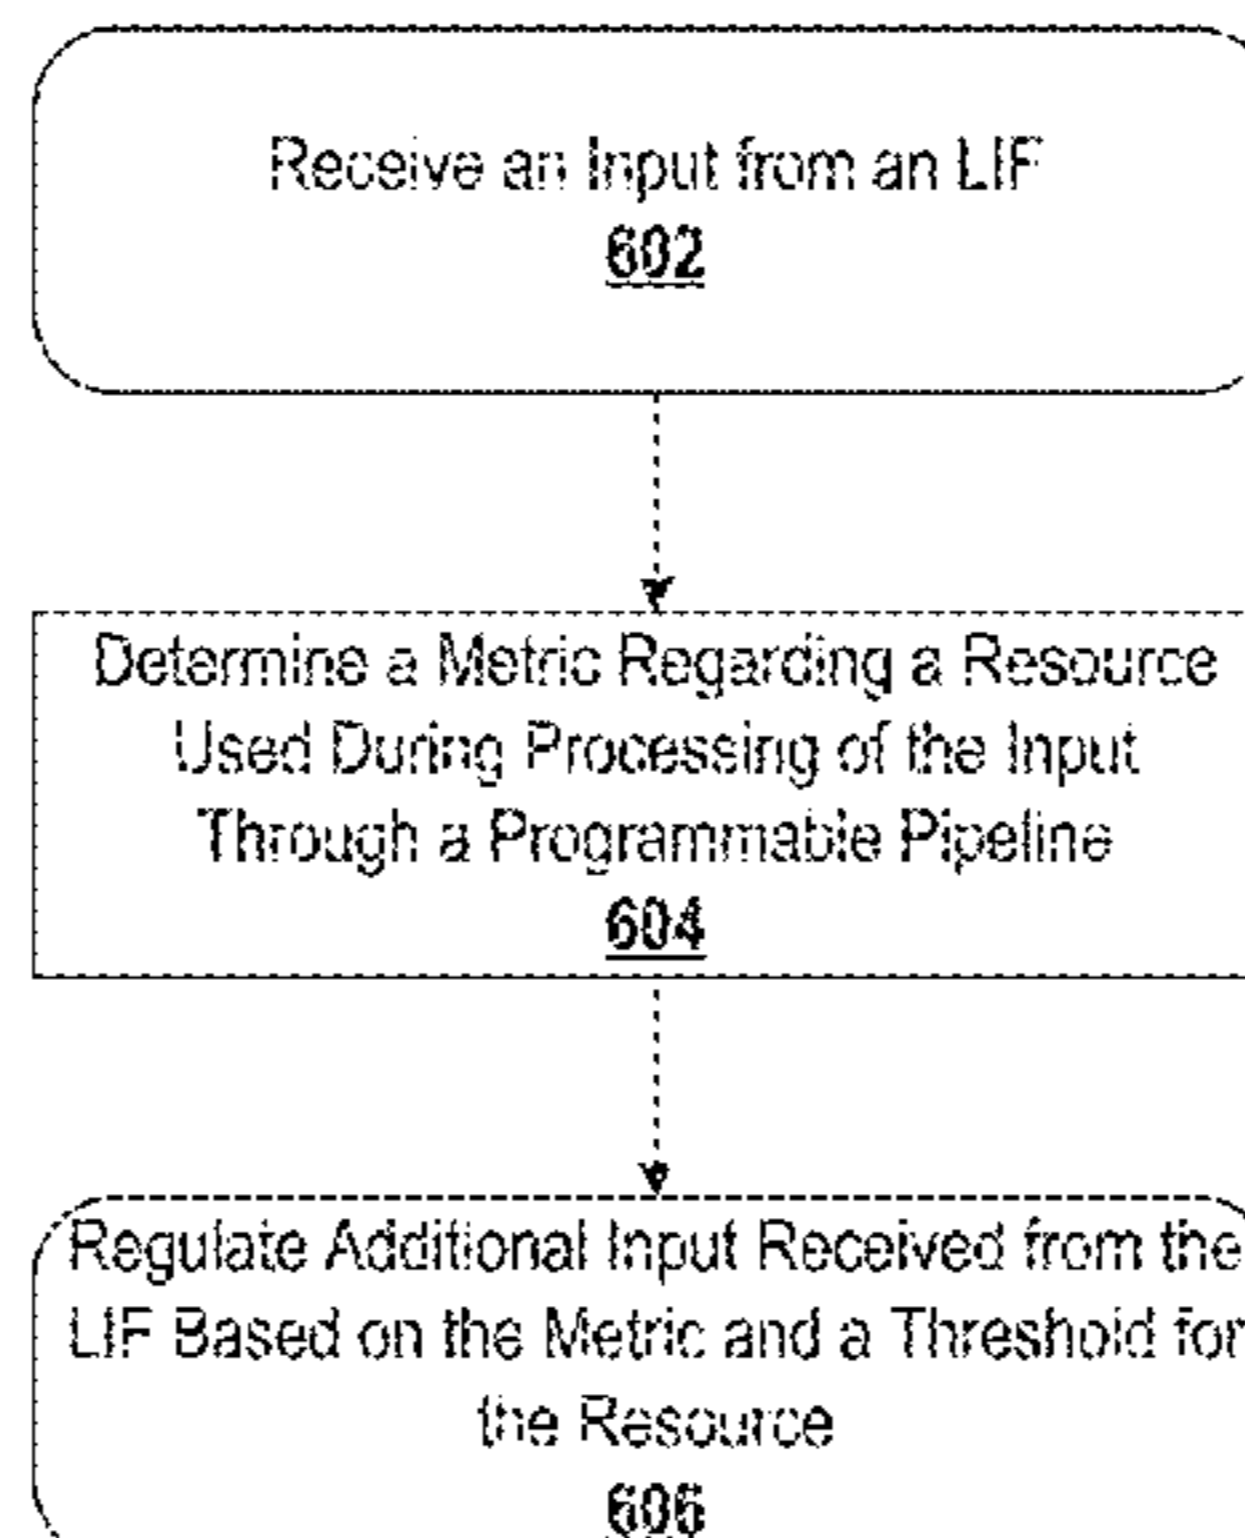 Receive an Input from an LIF
602
Determine a Metric Regarding a Resource
Used During Processing of the Input
Through a Programmable Pipeline
604
Regulate Additional Input Received from the
LIF Based on the Metric and a Threshold for
the Resource
606